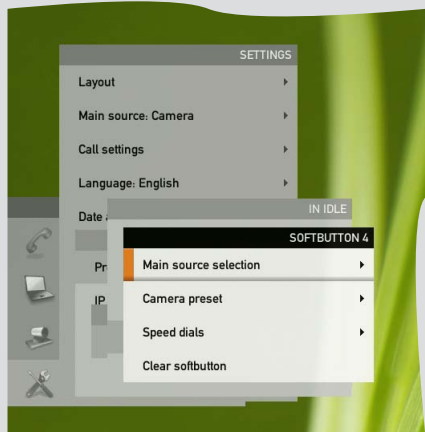 SETTINGS
Layout
Main source: Camera
Call settings
Language: English
Date
IN IDLE
SOFTBUTTON 4
Pr
Main source selection
IP
Camera preset
Speed dials
Clear softbutton